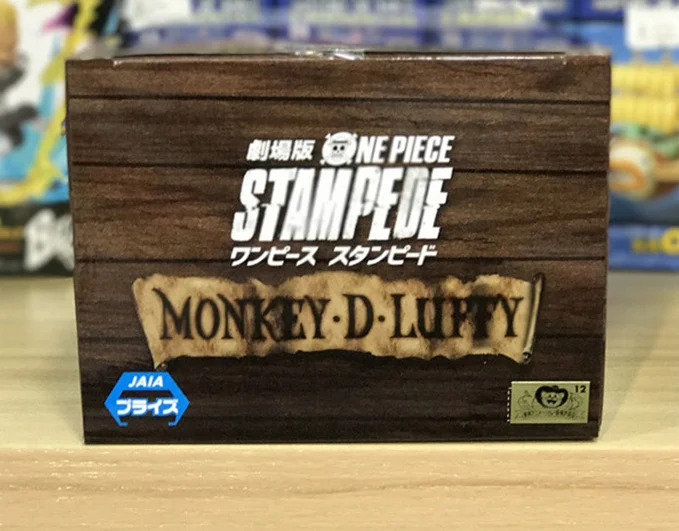 劇場版 ONE PIECE
STAMPEDE
ワンピース スタンピード
MONKEY・D・LUFFY
JAIA
プライズ
12